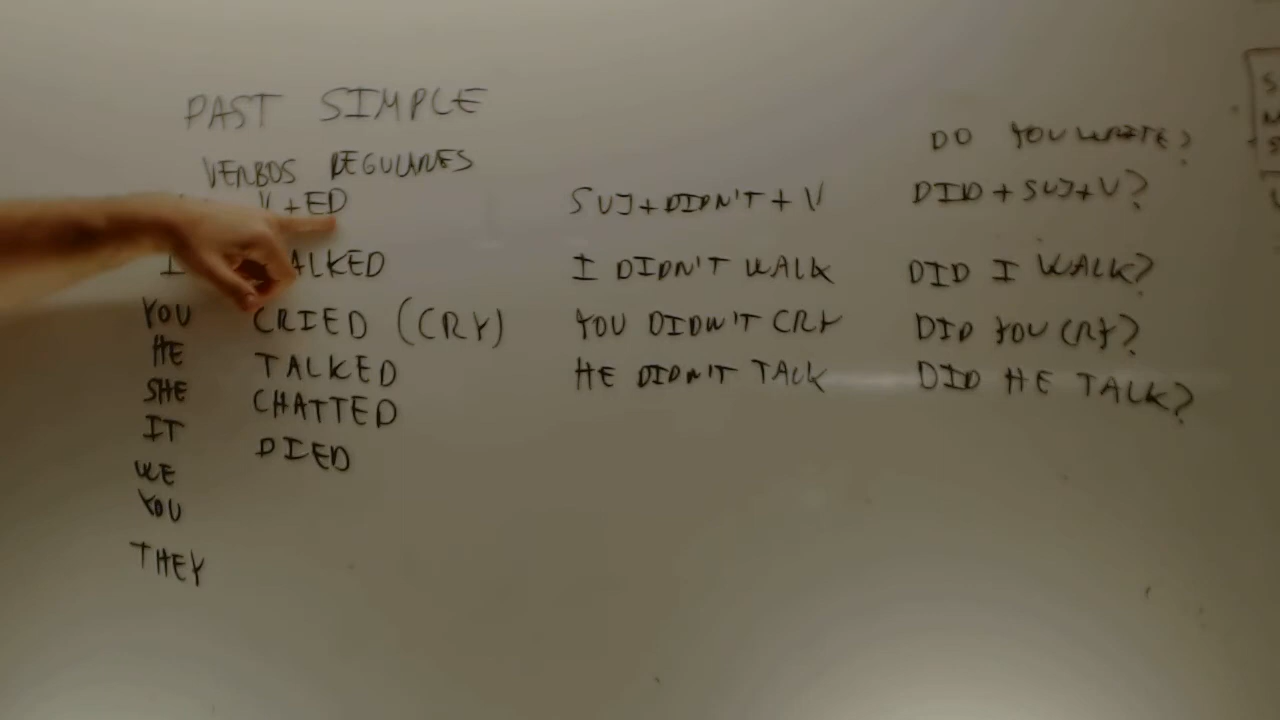 PAST SIMPLE
VERBOS REGULARES
V+ED
I
YOU
HE
SHE
IT
WE
YOU
THEY
CRIED (CRY)
TALKED
CHATTED
DIED
SUJ+DIDN'T+V
I DIDN'T WALK
YOU DIDN'T CRY
HE DIDN'T TALK
DO YOU WRITE?
DID+SUJ+V?
DID I WALK?
DID YOU CRY?
DID HE TALK?